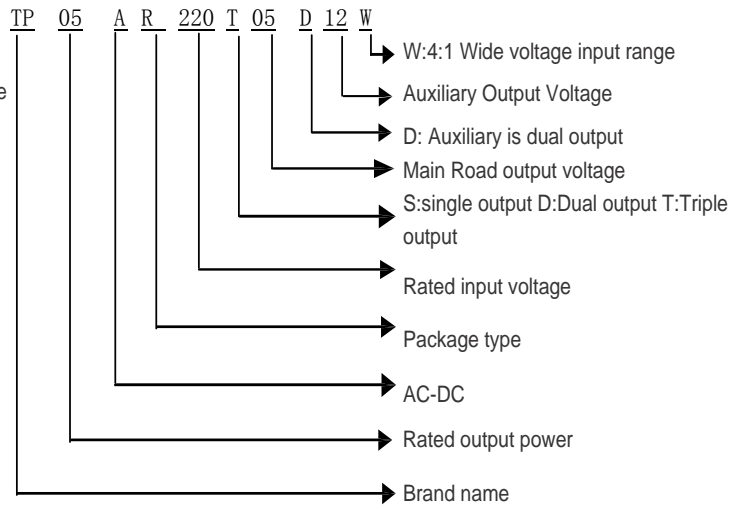 TP 05 A R 220 T 05 D 12 W
W:4:1 Wide voltage input range
e
Auxiliary Output Voltage
D: Auxiliary is dual output
Main Road output voltage
S:single output D:Dual output T:Triple
output
Rated input voltage
Package type
AC-DC
Rated output power
Brand name